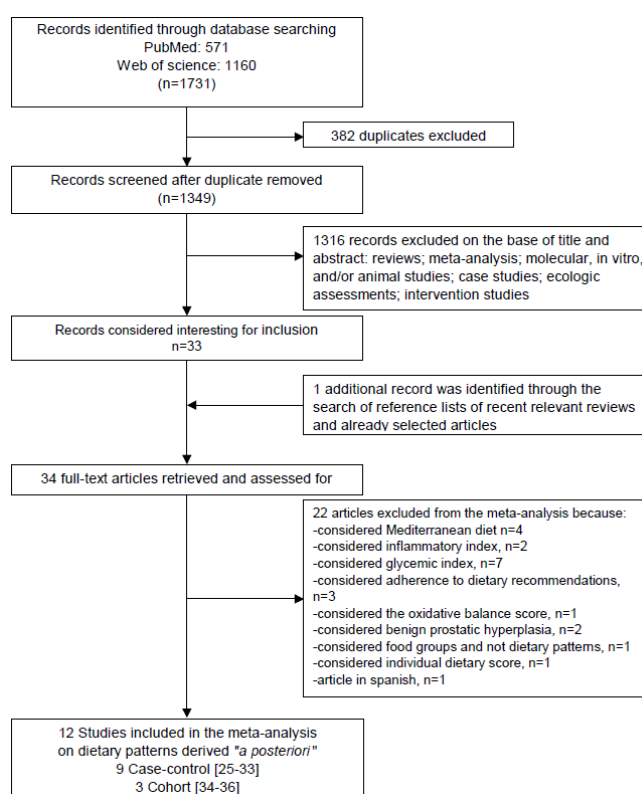 Records identified through database searching
PubMed: 571
Web of science: 1160
(n=1731)
382 duplicates excluded
Records screened after duplicate removed
(n=1349)
1316 records excluded on the base of title and
abstract: reviews; meta-analysis; molecular, in vitro,
and/or animal studies; case studies; ecologic
assessments; intervention studies
Records considered interesting for inclusion
n=33
1 additional record was identified through the
search of reference lists of recent relevant reviews
and already selected articles
34 full-text articles retrieved and assessed for
22 articles excluded from the meta-analysis because:
-considered Mediterranean diet n=4
-considered inflammatory index, n=2
-considered glycemic index, n=7
-considered adherence to dietary recommendations,
n=3
-considered the oxidative balance score, n=1
-considered benign prostatic hyperplasia, n=2
-considered food groups and not dietary patterns, n=1
-considered individual dietary score, n=1
-article in spanish, n=1
12 Studies included in the meta-analysis
on dietary patterns derived "a posteriori"
9 Case-control [25-33]
3 Cohort [34-36]